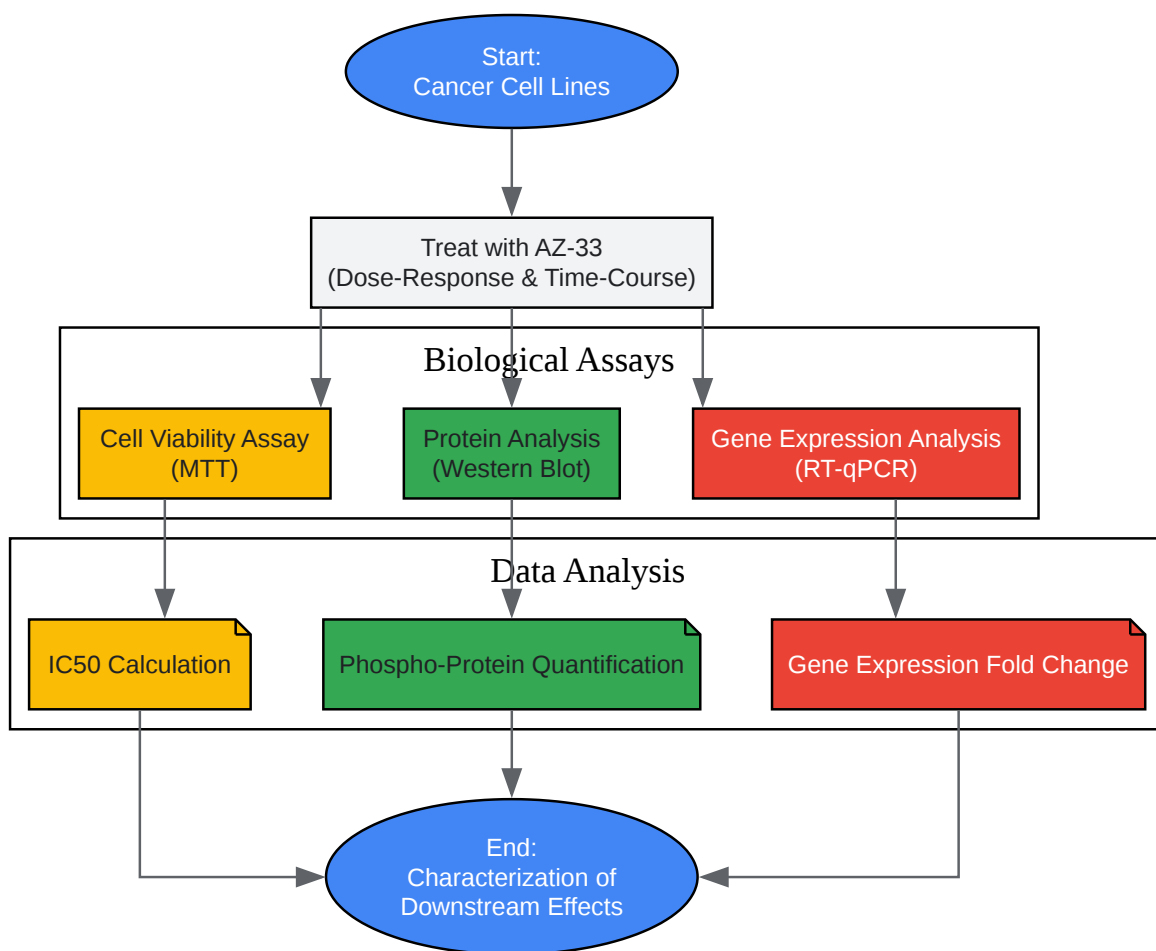 Start:
Cancer Cell Lines
Treat with AZ-33
(Dose-Response & Time-Course)
Biological Assays
Cell Viability Assay
(MTT)
Protein Analysis
(Western Blot)
Gene Expression Analysis
(RT-qPCR)
Data Analysis
IC50 Calculation
Phospho-Protein Quantification
Gene Expression Fold Change
End:
Characterization of
Downstream Effects